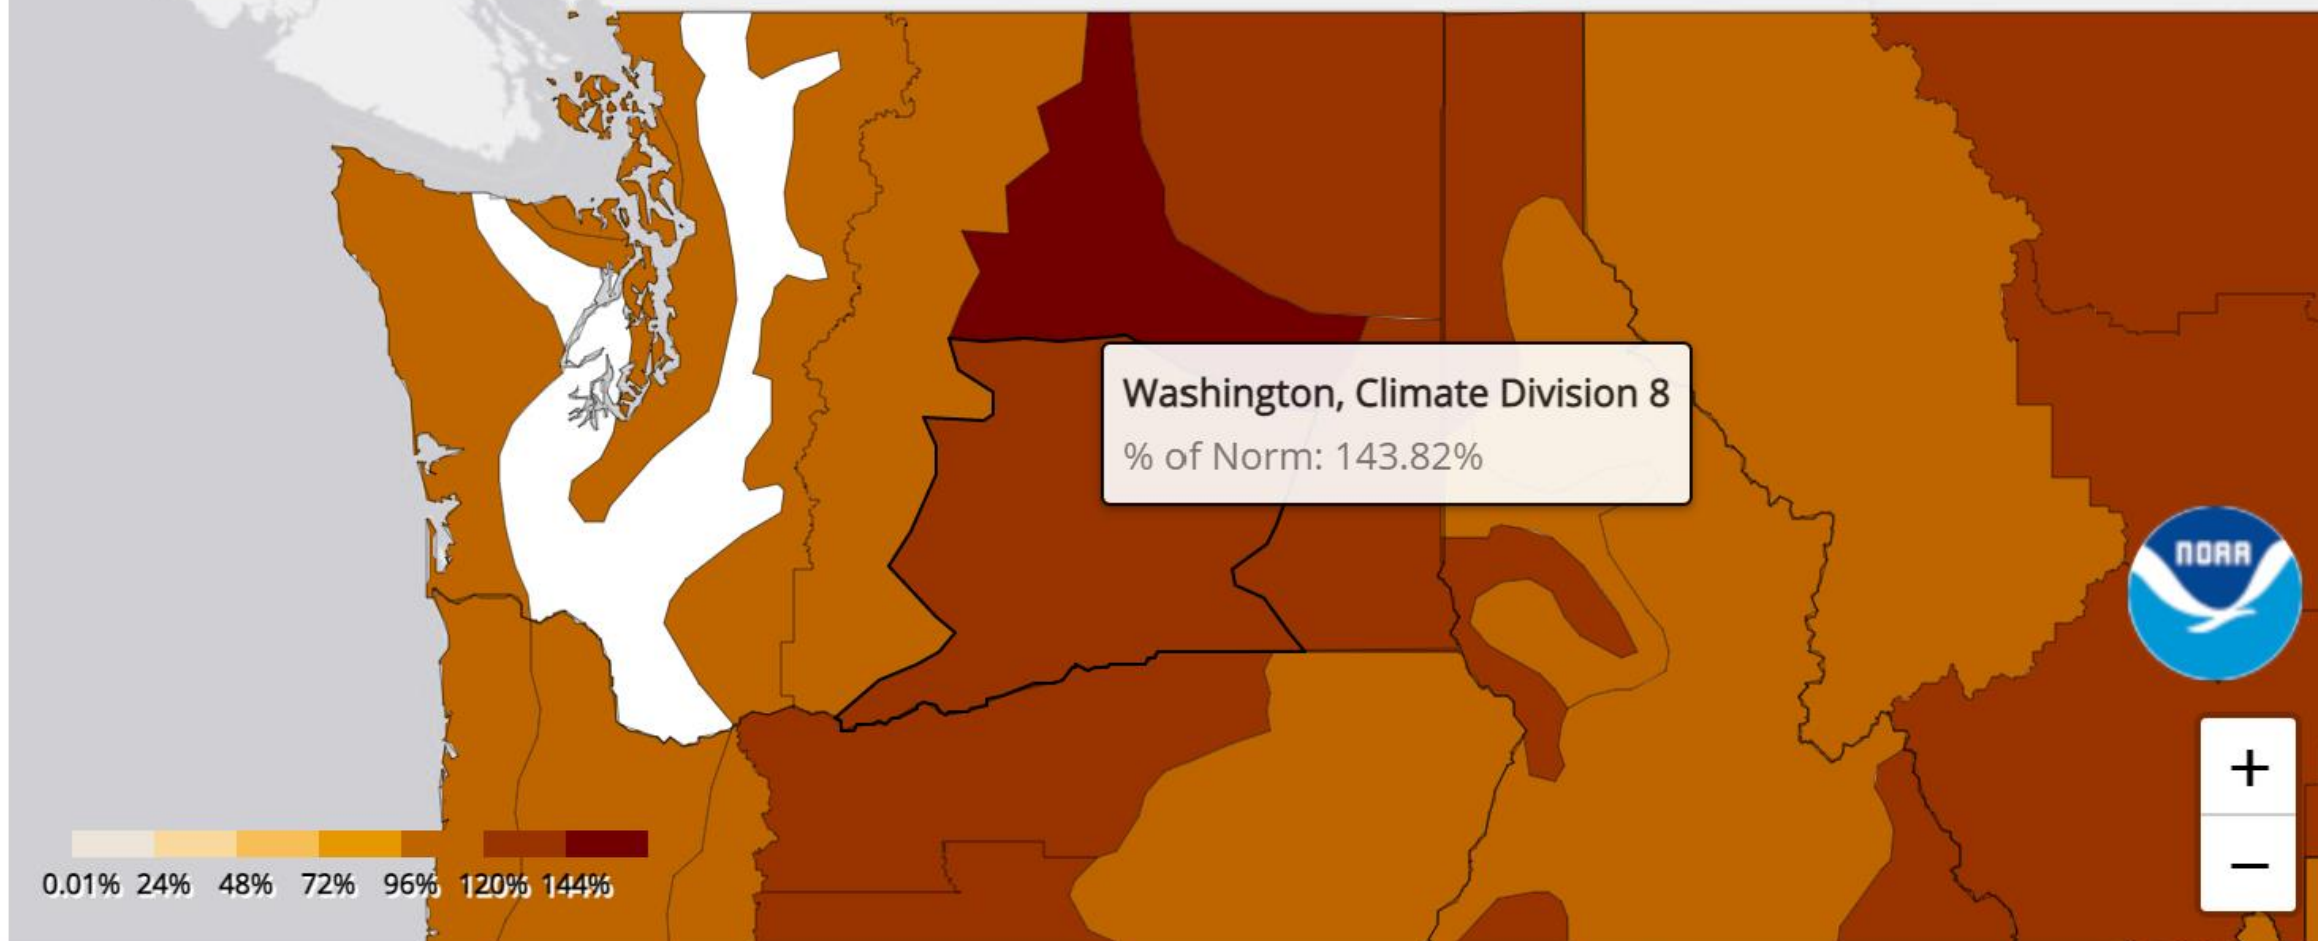 Washington, Climate Division 8
% of Norm: 143.82%
NOAA
+
−
0.01% 24% 48% 72% 96% 120% 144%